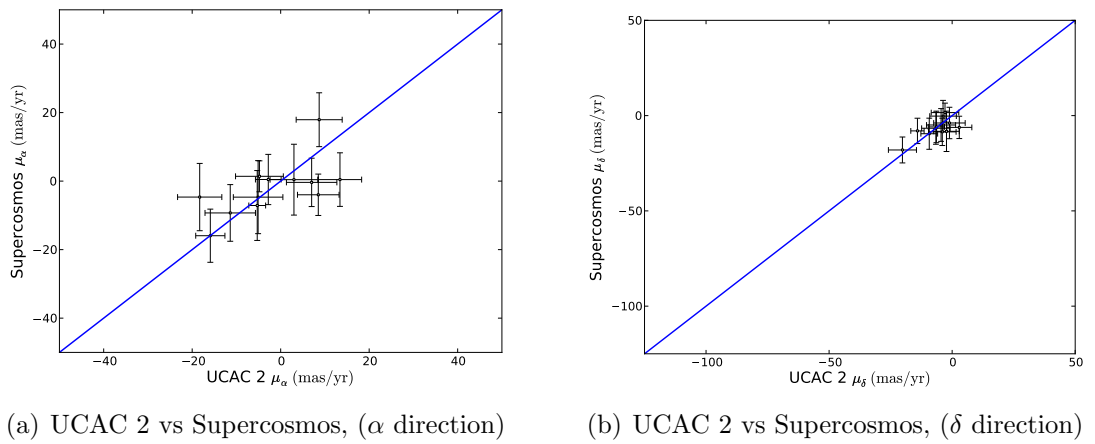 40
20
0
−20
−40
Supercosmos μα (mas/yr)
−40 −20 0 20 40
UCAC 2 μα (mas/yr)
(a) UCAC 2 vs Supercosmos, (α direction)
50
0
−50
−100
Supercosmos μδ (mas/yr)
−100 −50 0 50
UCAC 2 μδ (mas/yr)
(b) UCAC 2 vs Supercosmos, (δ direction)